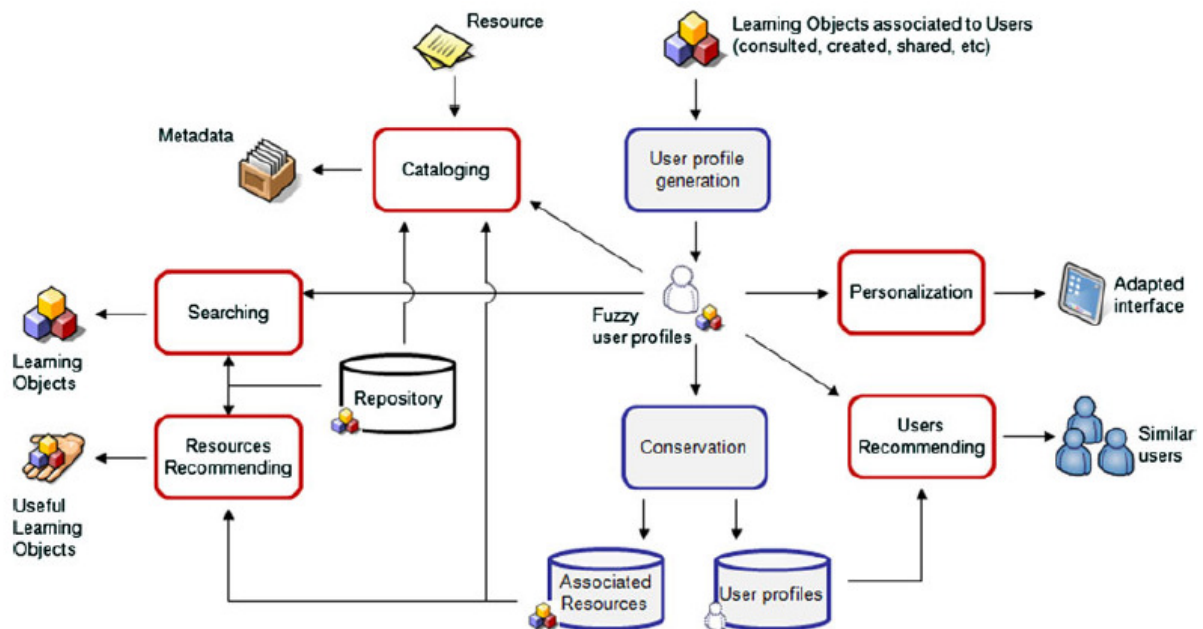 Resource
Learning Objects associated to Users
(consulted, created, shared, etc)
Metadata
Cataloging
User profile
generation
Searching
Learning
Objects
Fuzzy
user profiles
Personalization
Adapted
interface
Repository
Resources
Recommending
Useful
Learning
Objects
Conservation
Users
Recommending
Similar
users
Associated
Resources
User profiles